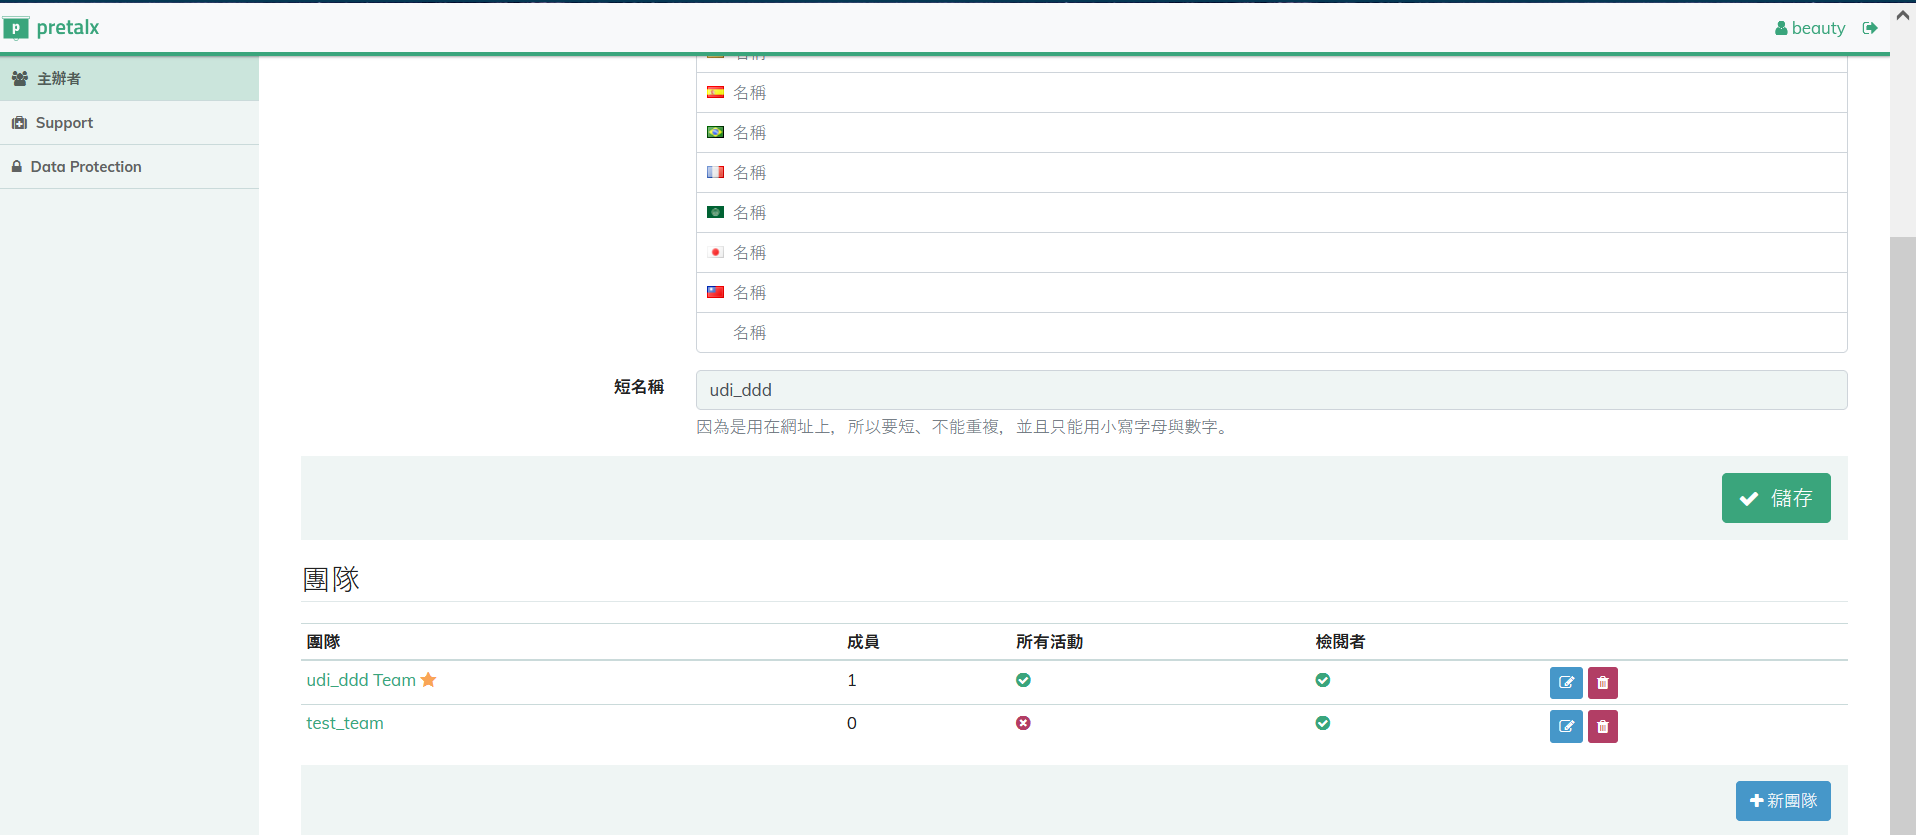 pretalx
beauty
主辦者
Support
Data Protection
名稱
名稱
名稱
名稱
名稱
名稱
名稱
名稱
短名稱
udi_ddd
因為是用在網址上，所以要短、不能重複，並且只能用小寫字母與數字。
儲存
團隊
團隊 成員 所有活動 檢閱者
udi_ddd Team 1
test_team 0
新團隊